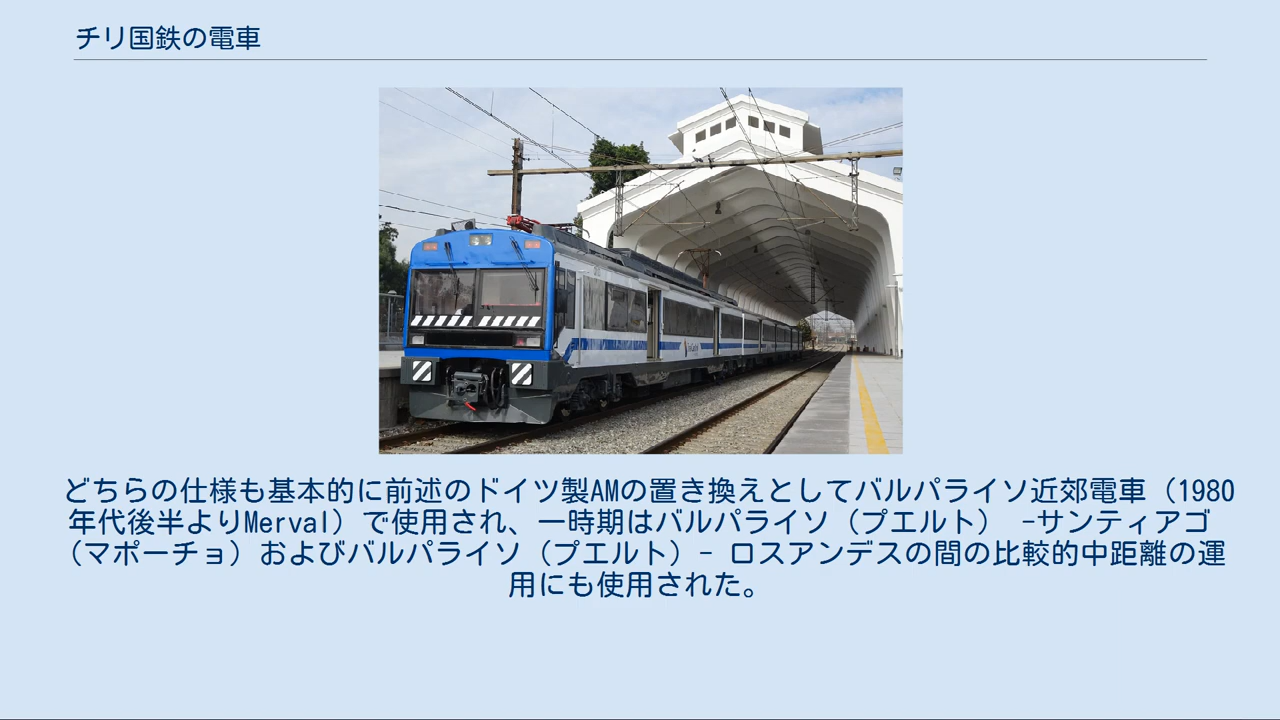 チリ国鉄の電車
どちらの仕様も基本的に前述のドイツ製AMの置き換えとしてバルパライソ近郊電車（1980
年代後半よりMerval）で使用され、一時期はバルパライソ（プエルト） -サンティアゴ
（マポーチョ）およびバルパライソ（プエルト）- ロスアンデスの間の比較的中距離の運
用にも使用された。